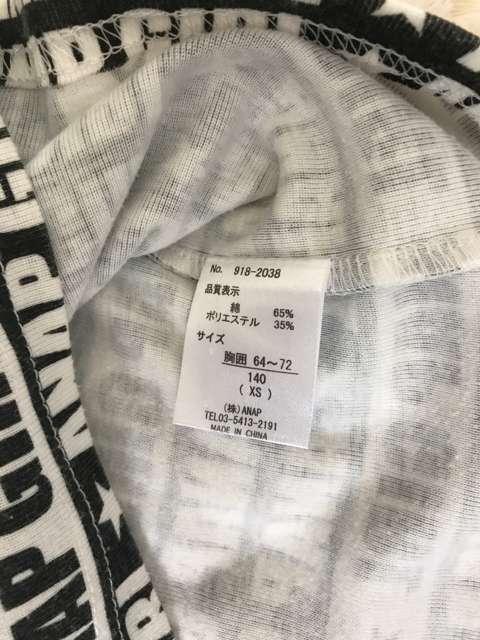 No. 918-2038
品質表示
綿 65%
ポリエステル 35%
サイズ
胸囲 64～72
140
( XS )
(株)ANAP
TEL03-5413-2191
MADE IN CHINA
ANAP